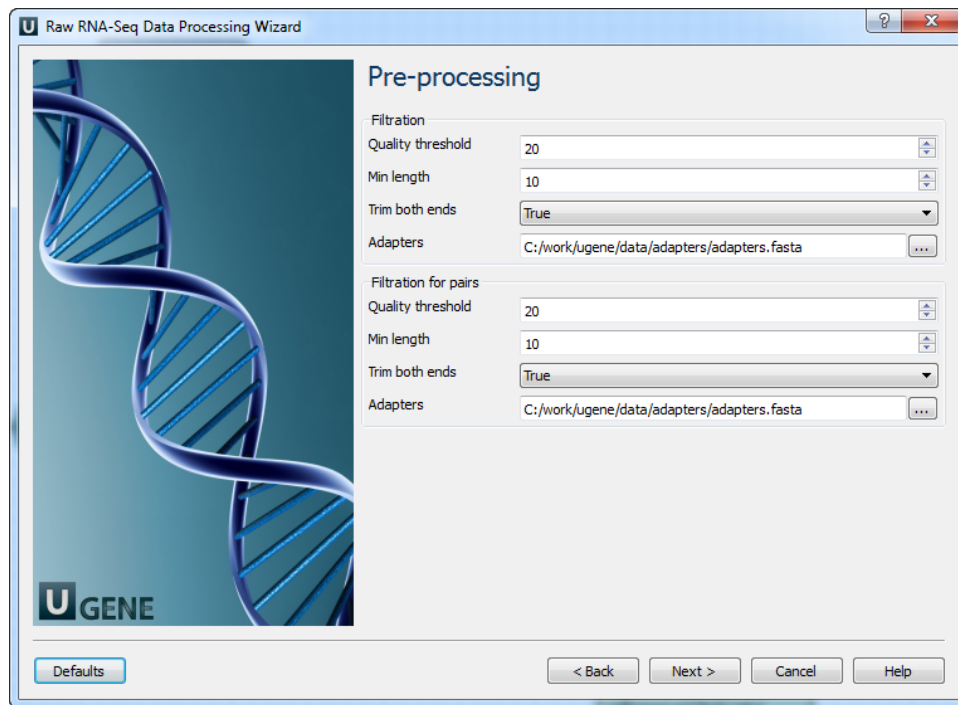 U Raw RNA-Seq Data Processing Wizard
?
X
Pre-processing
Filtration
Quality threshold 20
Min length 10
Trim both ends True
Adapters C:/work/ugene/data/adapters/adapters.fasta ...
Filtration for pairs
Quality threshold 20
Min length 10
Trim both ends True
Adapters C:/work/ugene/data/adapters/adapters.fasta ...
U GENE
Defaults < Back Next > Cancel Help